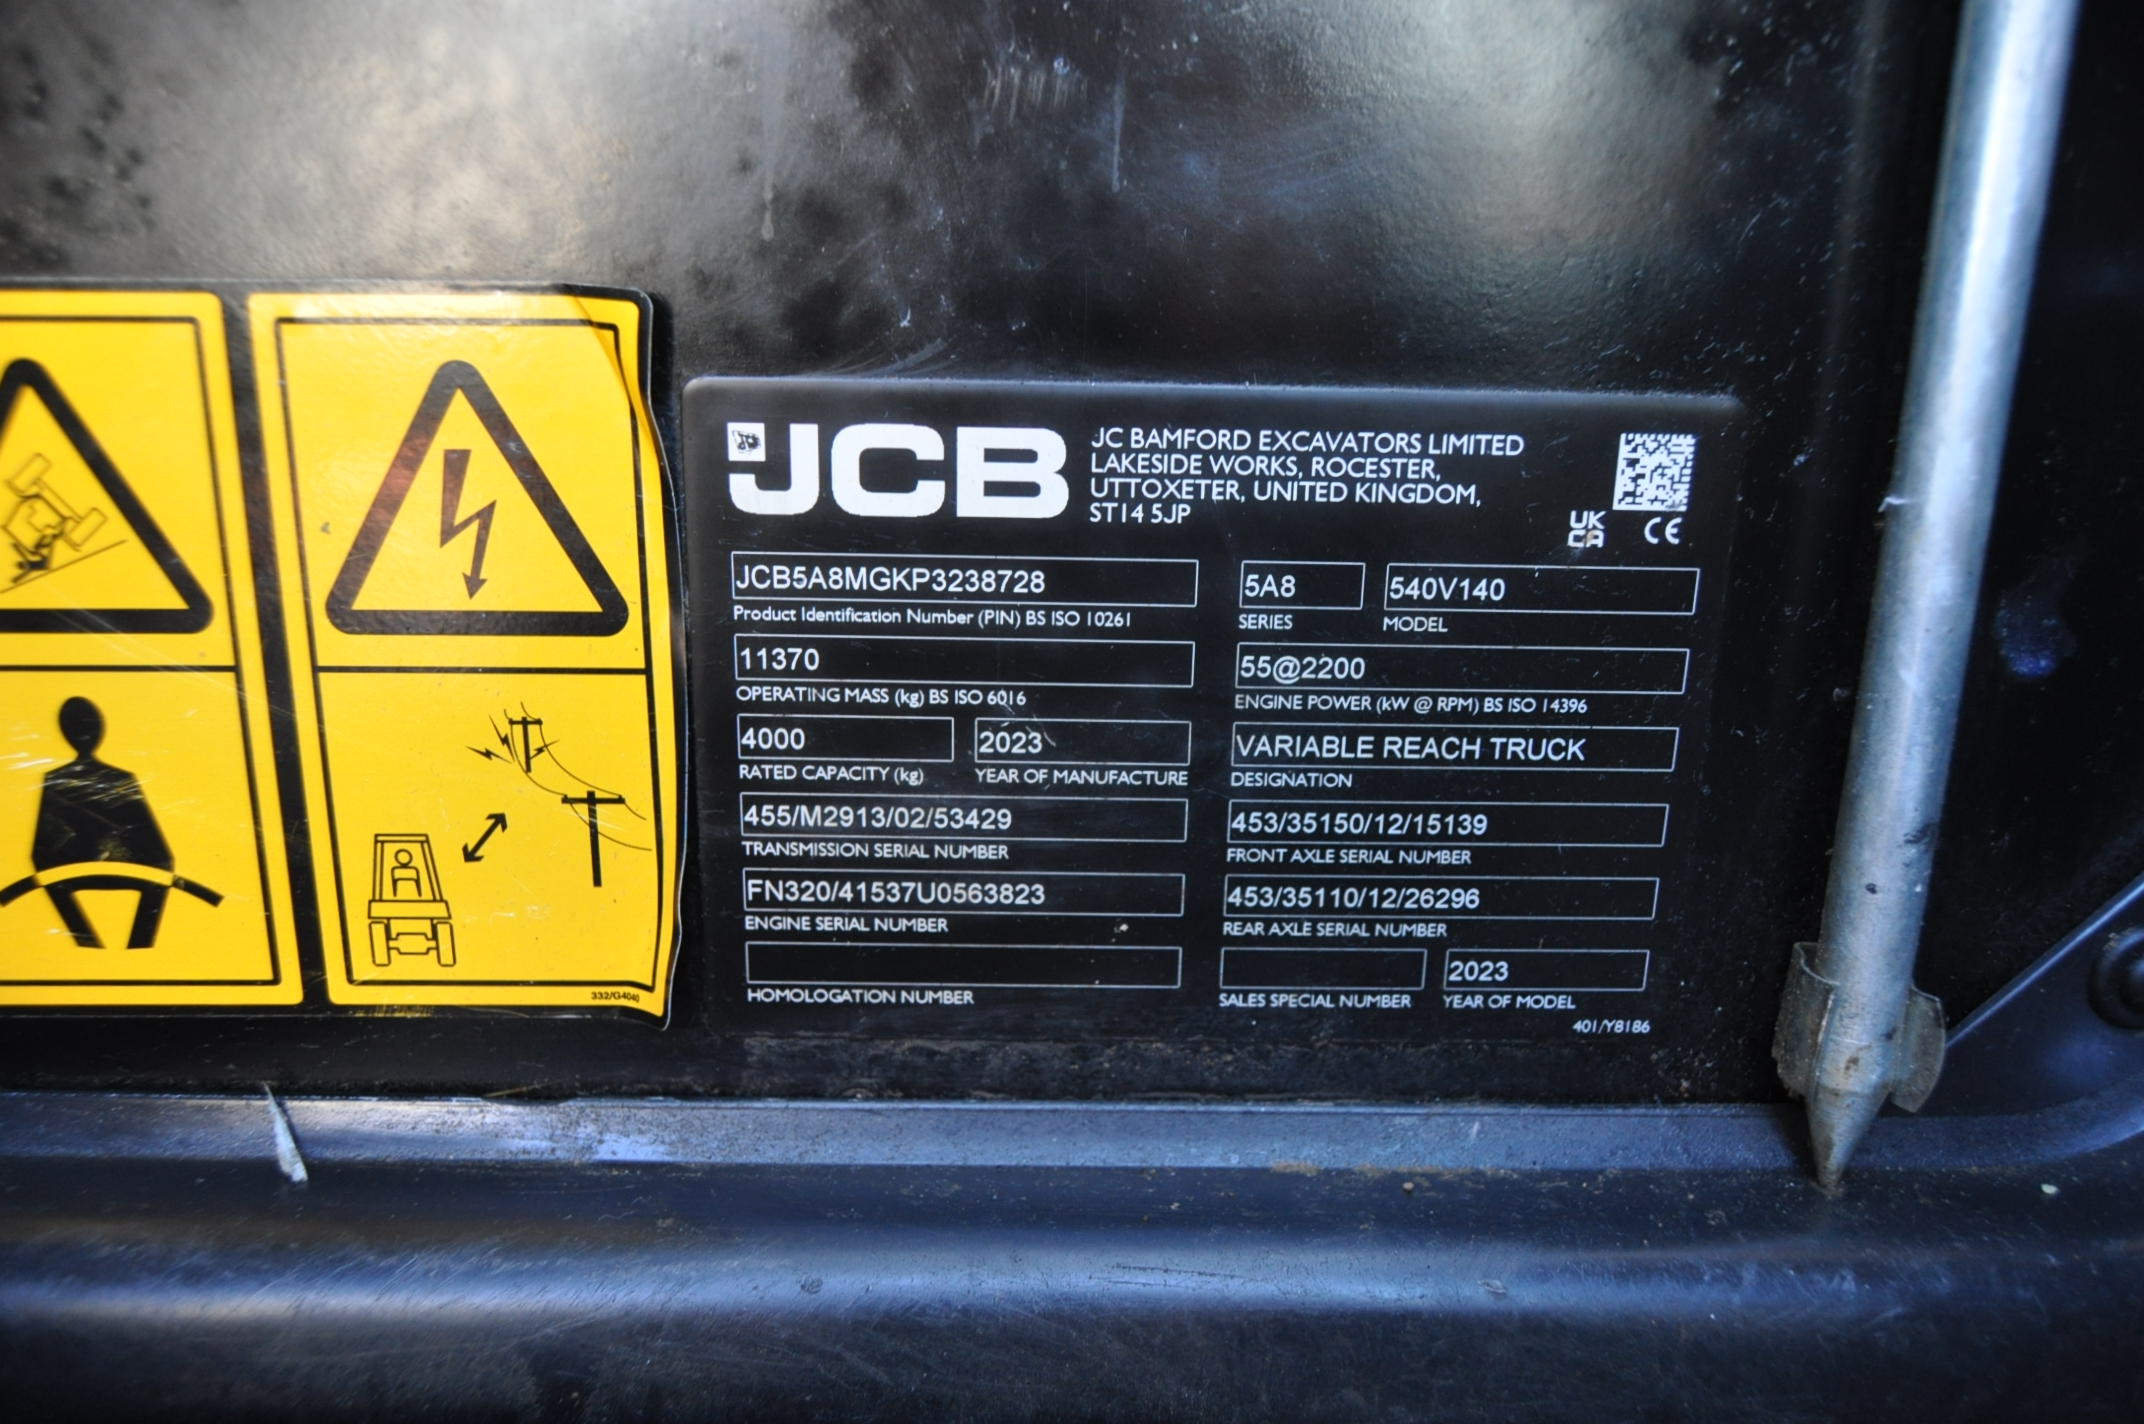 JCB
JC BAMFORD EXCAVATORS LIMITED
LAKESIDE WORKS, ROCESTER,
UTTOXETER, UNITED KINGDOM,
ST14 5JP
UK
CA
CE
JCB5A8MGKP3238728
Product Identification Number (PIN) BS ISO 10261
5A8
SERIES
540V140
MODEL
11370
OPERATING MASS (kg) BS ISO 6016
55@2200
ENGINE POWER (kW @ RPM) BS ISO 14396
4000
RATED CAPACITY (kg)
2023
YEAR OF MANUFACTURE
VARIABLE REACH TRUCK
DESIGNATION
455/M2913/02/53429
TRANSMISSION SERIAL NUMBER
453/35150/12/15139
FRONT AXLE SERIAL NUMBER
FN320/41537U0563823
ENGINE SERIAL NUMBER
453/35110/12/26296
REAR AXLE SERIAL NUMBER
HOMOLOGATION NUMBER
SALES SPECIAL NUMBER
2023
YEAR OF MODEL
401/Y8186
332/G4040